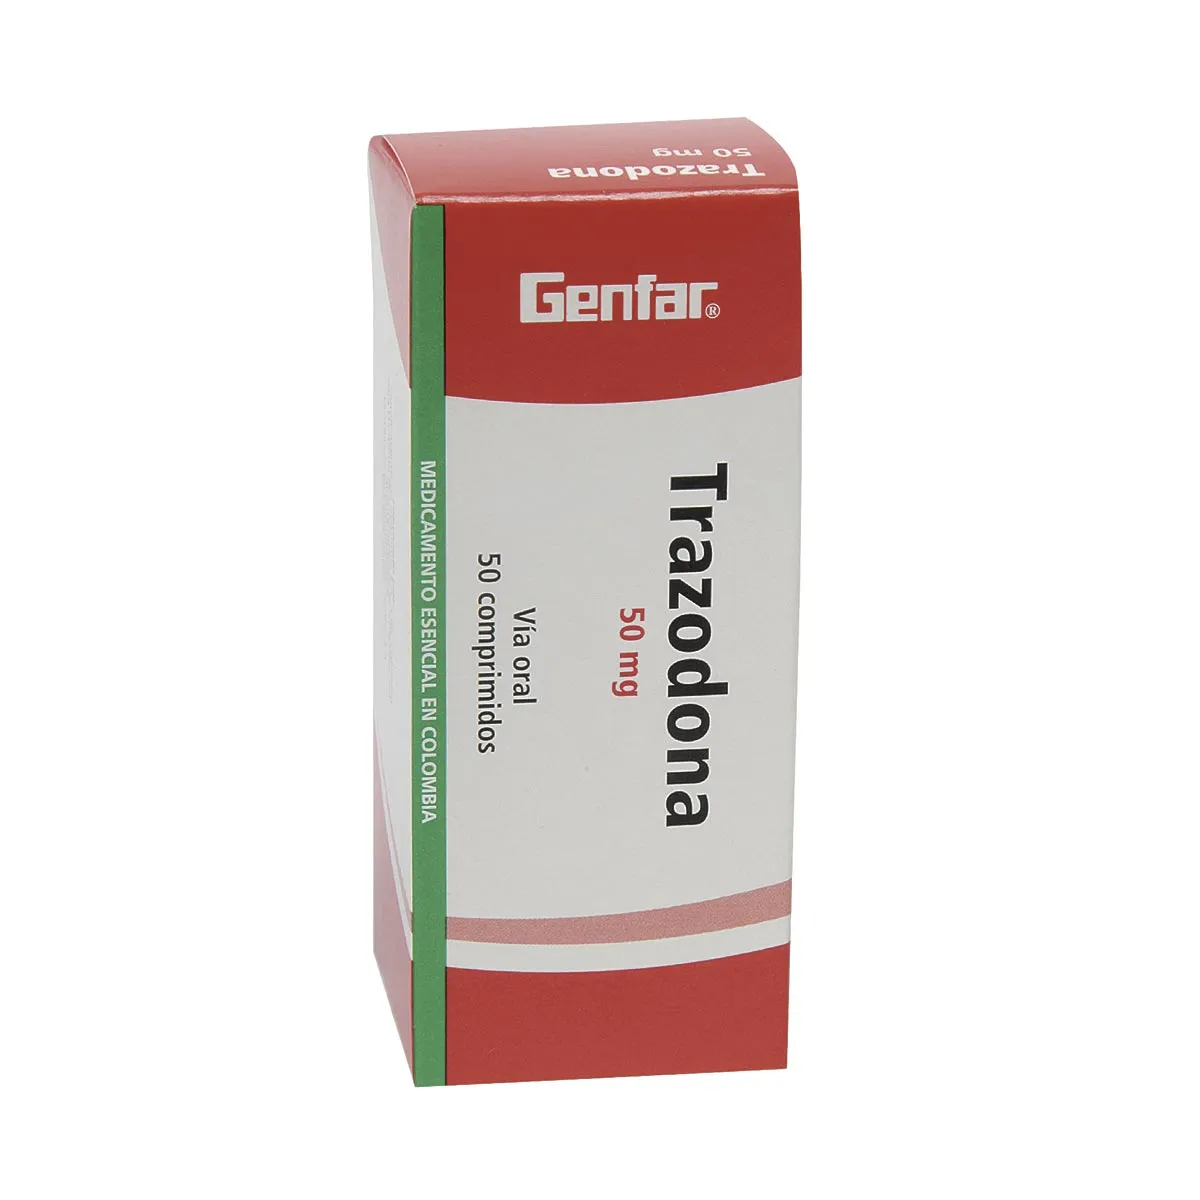 Trazodona
50 mg
Genfar®
Trazodona
50 mg
Vía oral
50 comprimidos
MEDICAMENTO ESENCIAL EN COLOMBIA